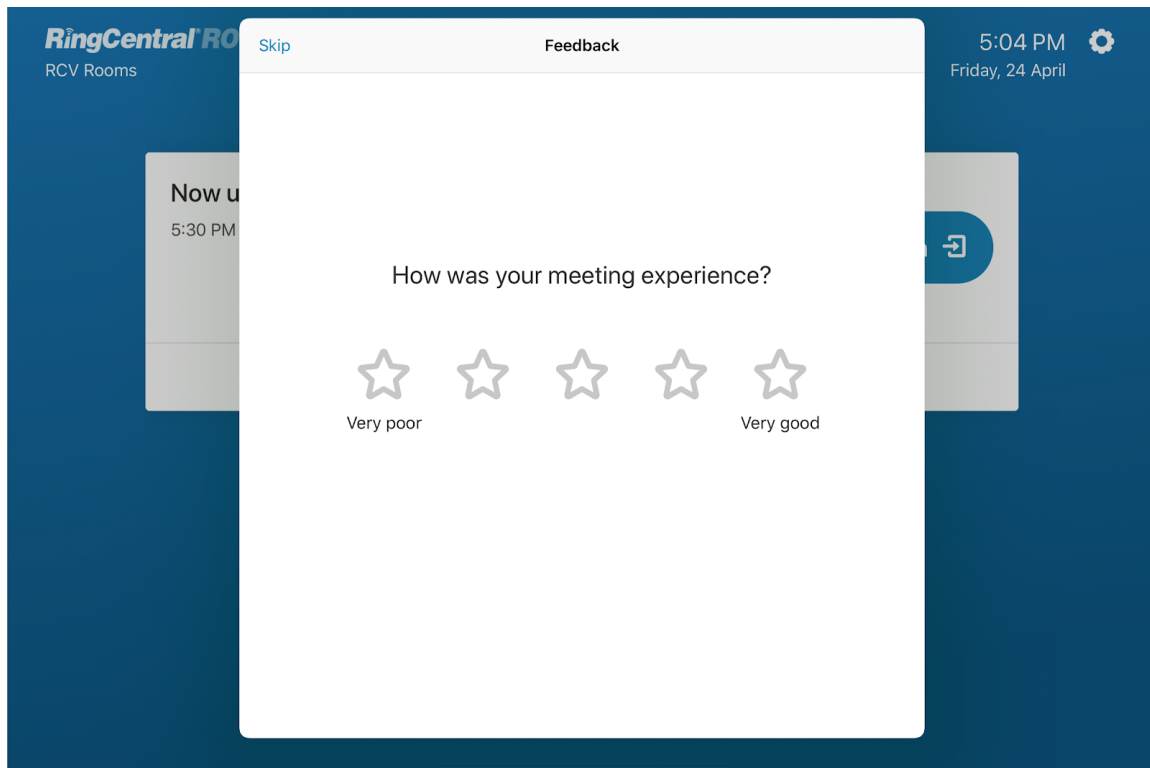 RingCentral® RO
RCV Rooms
Skip
Feedback
5:04 PM
Friday, 24 April
Now u
5:30 PM
How was your meeting experience?
Very poor
Very good